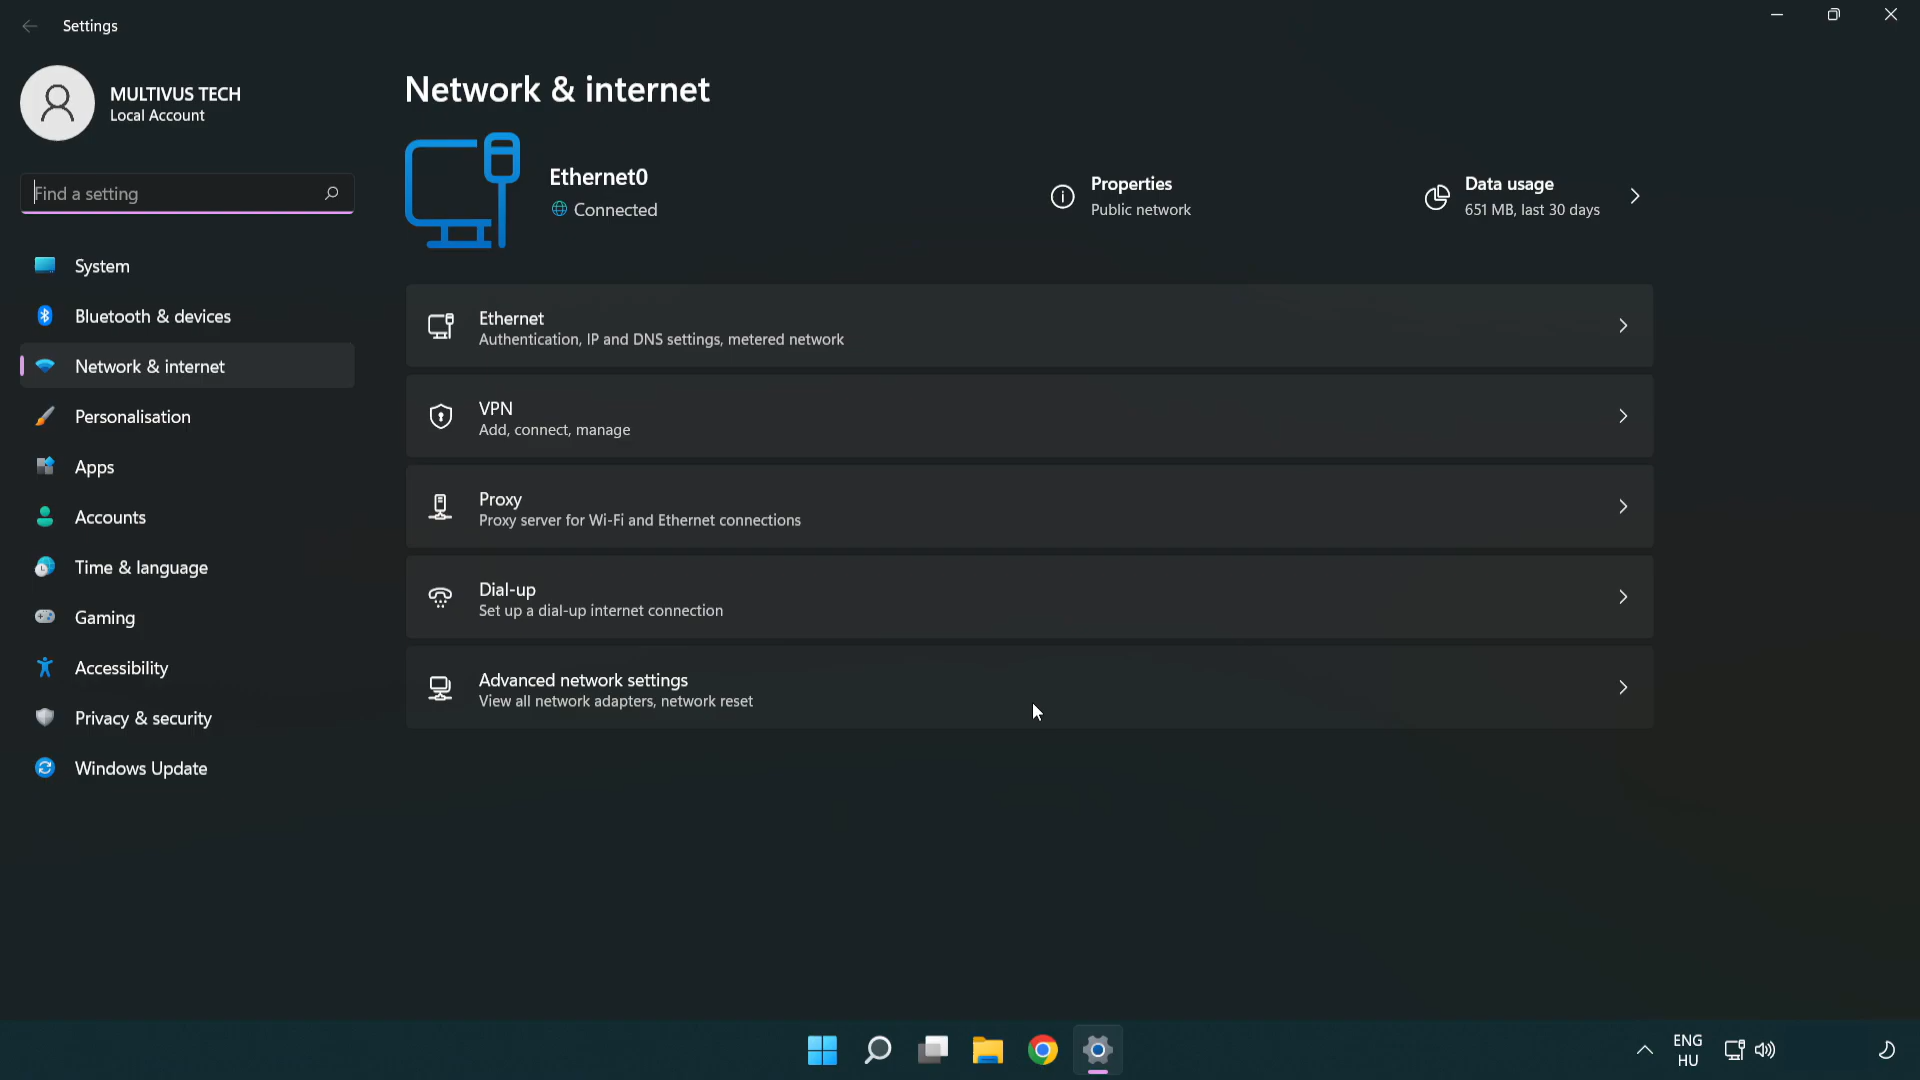 Settings
MULTIVUS TECH
Local Account
Find a setting
System
Bluetooth & devices
Network & internet
Personalisation
Apps
Accounts
Time & language
Gaming
Accessibility
Privacy & security
Windows Update
Network & internet
Ethernet0
Connected
Properties
Public network
Data usage
651 MB, last 30 days
Ethernet
Authentication, IP and DNS settings, metered network
VPN
Add, connect, manage
Proxy
Proxy server for Wi-Fi and Ethernet connections
Dial-up
Set up a dial-up internet connection
Advanced network settings
View all network adapters, network reset
ENG
HU